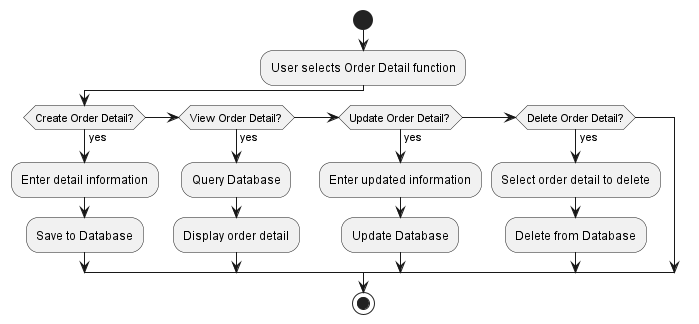 User selects Order Detail function
Create Order Detail?
View Order Detail?
Update Order Detail?
Delete Order Detail?
yes
yes
yes
yes
Enter detail information
Query Database
Enter updated information
Select order detail to delete
Save to Database
Display order detail
Update Database
Delete from Database